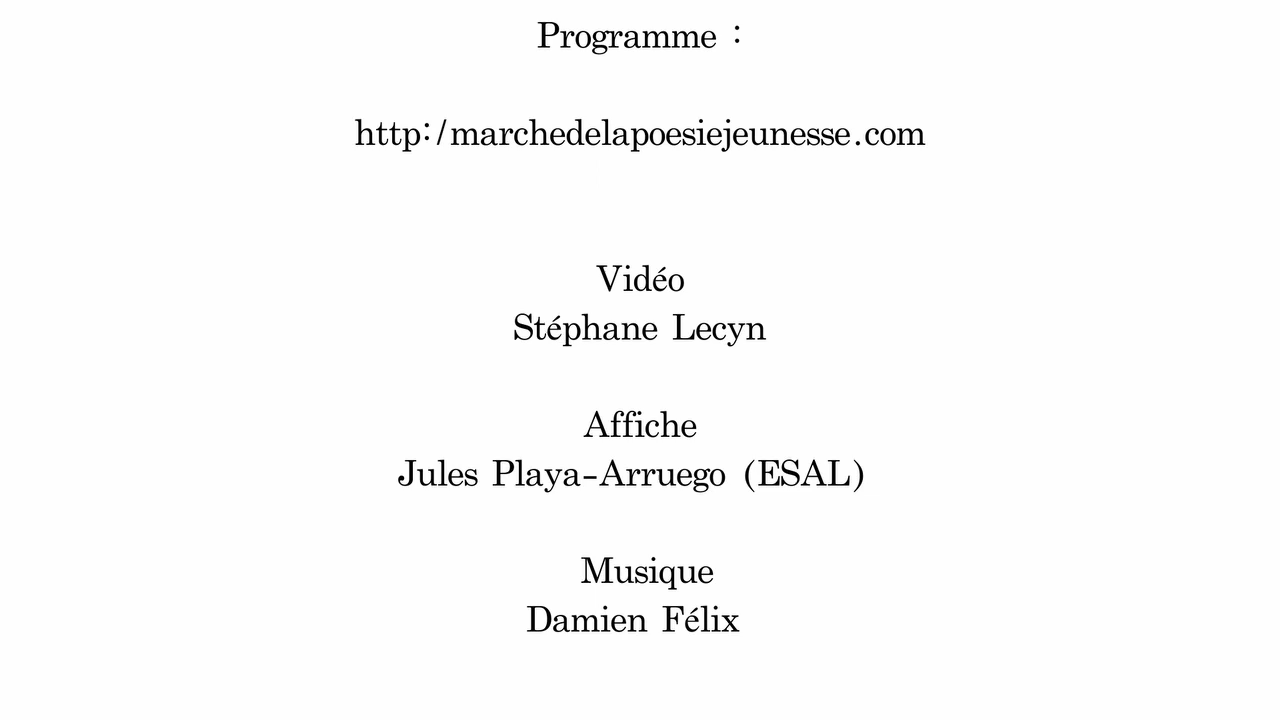 Programme :
http:/marchedelapoesiejeunesse.com
Vidéo
Stéphane Lecyn
Affiche
Jules Playa-Arruego (ESAL)
Musique
Damien Félix